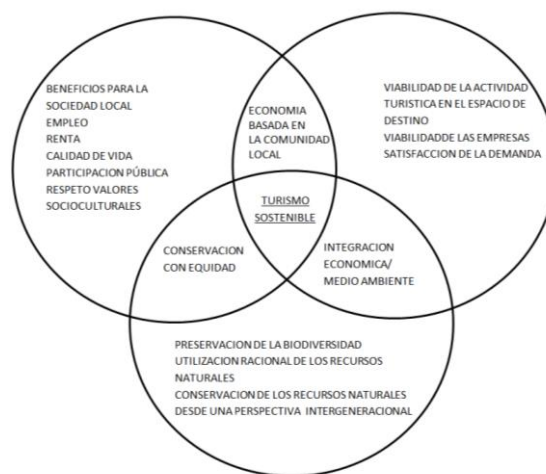 BENEFICIOS PARA LA
SOCIEDAD LOCAL
EMPLEO
RENTA
CALIDAD DE VIDA
PARTICIPACION PÚBLICA
RESPETO VALORES
SOCIOCULTURALES
ECONOMIA
BASADA EN
LA COMUNIDAD
LOCAL
VIABILIDAD DE LA ACTIVIDAD
TURISTICA EN EL ESPACIO DE
DESTINO
VIABILIDADDE LAS EMPRESAS
SATISFACCION DE LA DEMANDA
TURISMO
SOSTENIBLE
CONSERVACION
CON EQUIDAD
INTEGRACION
ECONOMICA/
MEDIO AMBIENTE
PRESERVACION DE LA BIODIVERSIDAD
UTILIZACION RACIONAL DE LOS RECURSOS
NATURALES
CONSERVACION DE LOS RECURSOS NATURALES
DESDE UNA PERSPECTIVA INTERGENERACIONAL